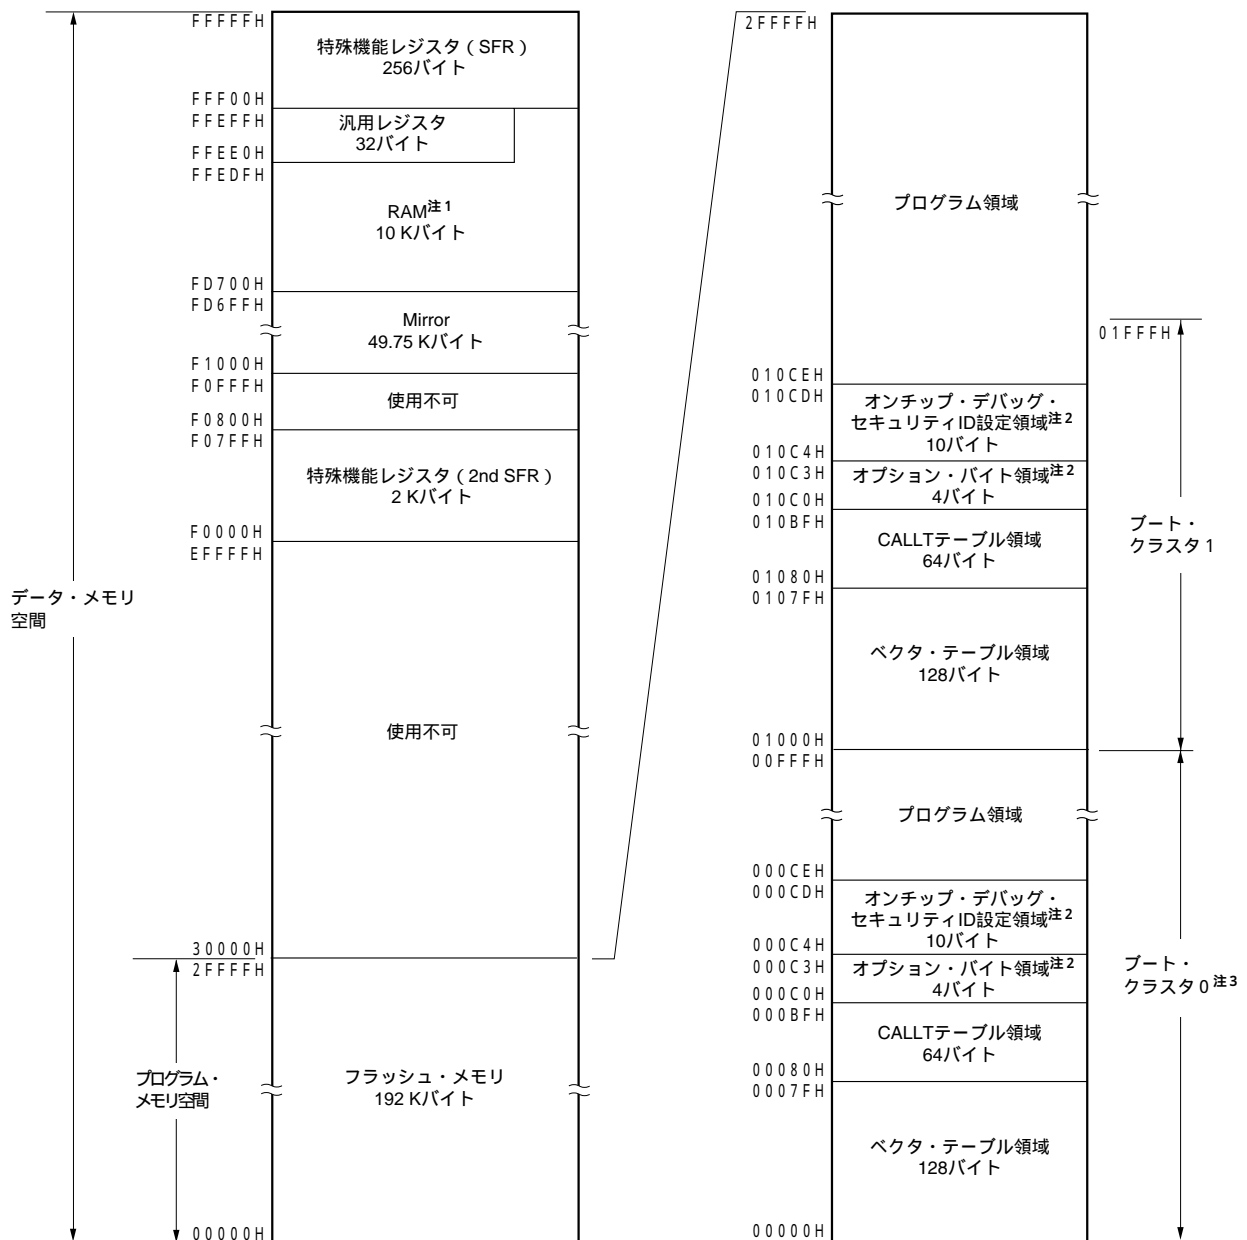 FFFFFH
特殊機能レジスタ(SFR)
256バイト
FFF00H
FFEFFH
汎用レジスタ
32バイト
FFEE0H
FFEDFH
RAM注1
10 Kバイト
FD700H
FD6FFH
Mirror
49.75 Kバイト
F1000H
F0FFFH
使用不可
F0800H
F07FFH
特殊機能レジスタ(2nd SFR)
2 Kバイト
F0000H
EFFFFH
データ・メモリ
空間
使用不可
30000H
2FFFFH
プログラム・
メモリ空間
フラッシュ・メモリ
192 Kバイト
00000H
2FFFFH
プログラム領域
01FFFH
010CEH
010CDH
オンチップ・デバッグ・
セキュリティID設定領域注2
10バイト
010C4H
010C3H
オプション・バイト領域注2
4バイト
010C0H
010BFH
CALLTテーブル領域
64バイト
ブート・
クラスタ1
01080H
0107FH
ベクタ・テーブル領域
128バイト
01000H
00FFFH
プログラム領域
000CEH
000CDH
オンチップ・デバッグ・
セキュリティID設定領域注2
10バイト
000C4H
000C3H
オプション・バイト領域注2
4バイト
000C0H
000BFH
ブート・
クラスタ0注3
CALLTテーブル領域
64バイト
00080H
0007FH
ベクタ・テーブル領域
128バイト
00000H